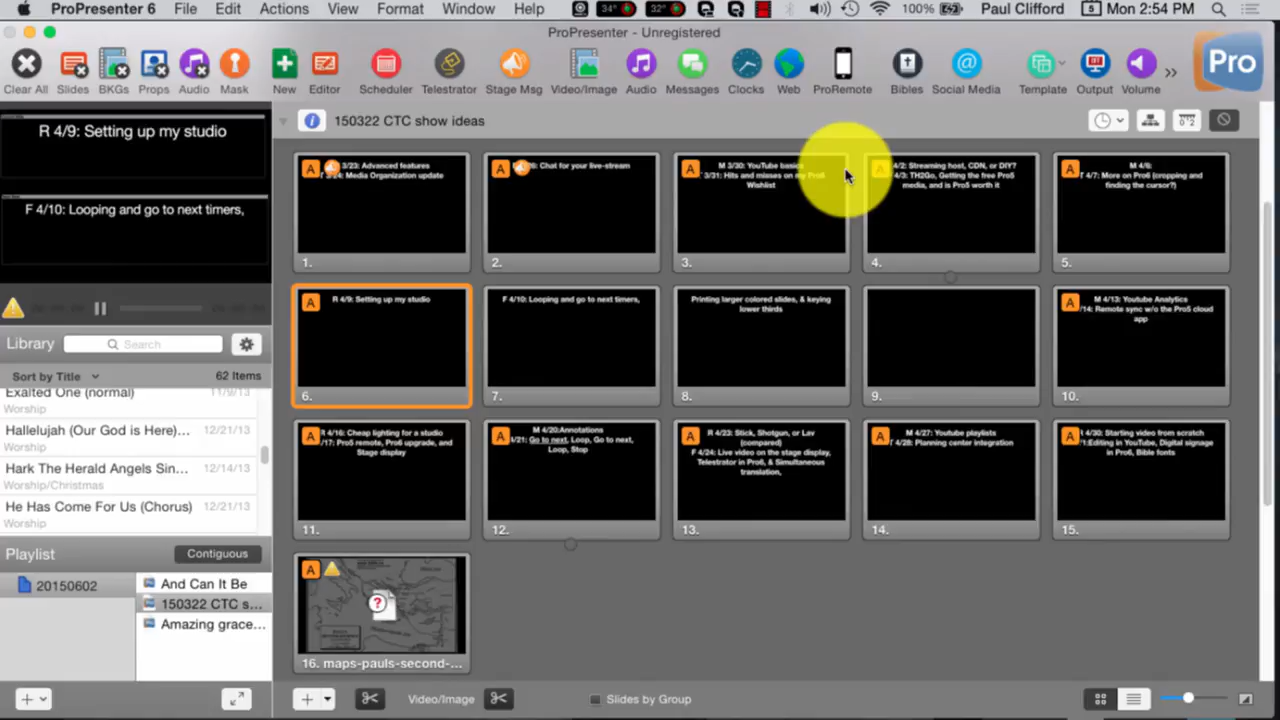 ProPresenter 6 File Edit Actions View Format Window Help 34° 32° 100% Paul Clifford 5 Mon 2:54 PM
ProPresenter - Unregistered
Clear All Slides BKGs Props Audio Mask New Editor Scheduler Telestrator Stage Msg Video/Image Audio Messages Clocks Web ProRemote Bibles Social Media Template Output Volume
Pro
R 4/9: Setting up my studio
F 4/10: Looping and go to next timers,
Library Search
Sort by Title 62 Items
Exalted One (normal) 11/9/13
Worship
Hallelujah (Our God is Here)... 12/21/13
Worship
Hark The Herald Angels Sin... 12/14/13
Worship/Christmas
He Has Come For Us (Chorus) 12/21/13
Worship
Playlist Contiguous
20150602
And Can It Be
150322 CTC s...
Amazing grace...
150322 CTC show ideas
A 3/23: Advanced features
Media Organization update
1.
A Chat for your live-stream
2.
A M 3/30: YouTube basics
3/31: Hits and misses on my Pro6
Wishlist
3.
4/2: Streaming host, CDN, or DIY?
4/3: TH2Go, Getting the free Pro5
media, and is Pro5 worth it
4.
A M 4/6:
T 4/7: More on Pro6 (cropping and
finding the cursor?)
5.
A R 4/9: Setting up my studio
6.
F 4/10: Looping and go to next timers,
7.
Printing larger colored slides, & keying
lower thirds
8.
9.
A M 4/13: Youtube Analytics
/14: Remote sync w/o the Pro5 cloud
app
10.
A R 4/16: Cheap lighting for a studio
/17: Pro5 remote, Pro6 upgrade, and
Stage display
11.
A M 4/20:Annotations
4/21: Go to next, Loop, Go to next,
Loop, Stop
12.
A R 4/23: Stick, Shotgun, or Lav
(compared)
F 4/24: Live video on the stage display,
Telestrator in Pro6, & Simultaneous
translation,
13.
A M 4/27: Youtube playlists
T 4/28: Planning center integration
14.
A R 4/30: Starting video from scratch
:Editing in YouTube, Digital signage
in Pro6, Bible fonts
15.
A
16. maps-pauls-second-...
Video/Image Slides by Group